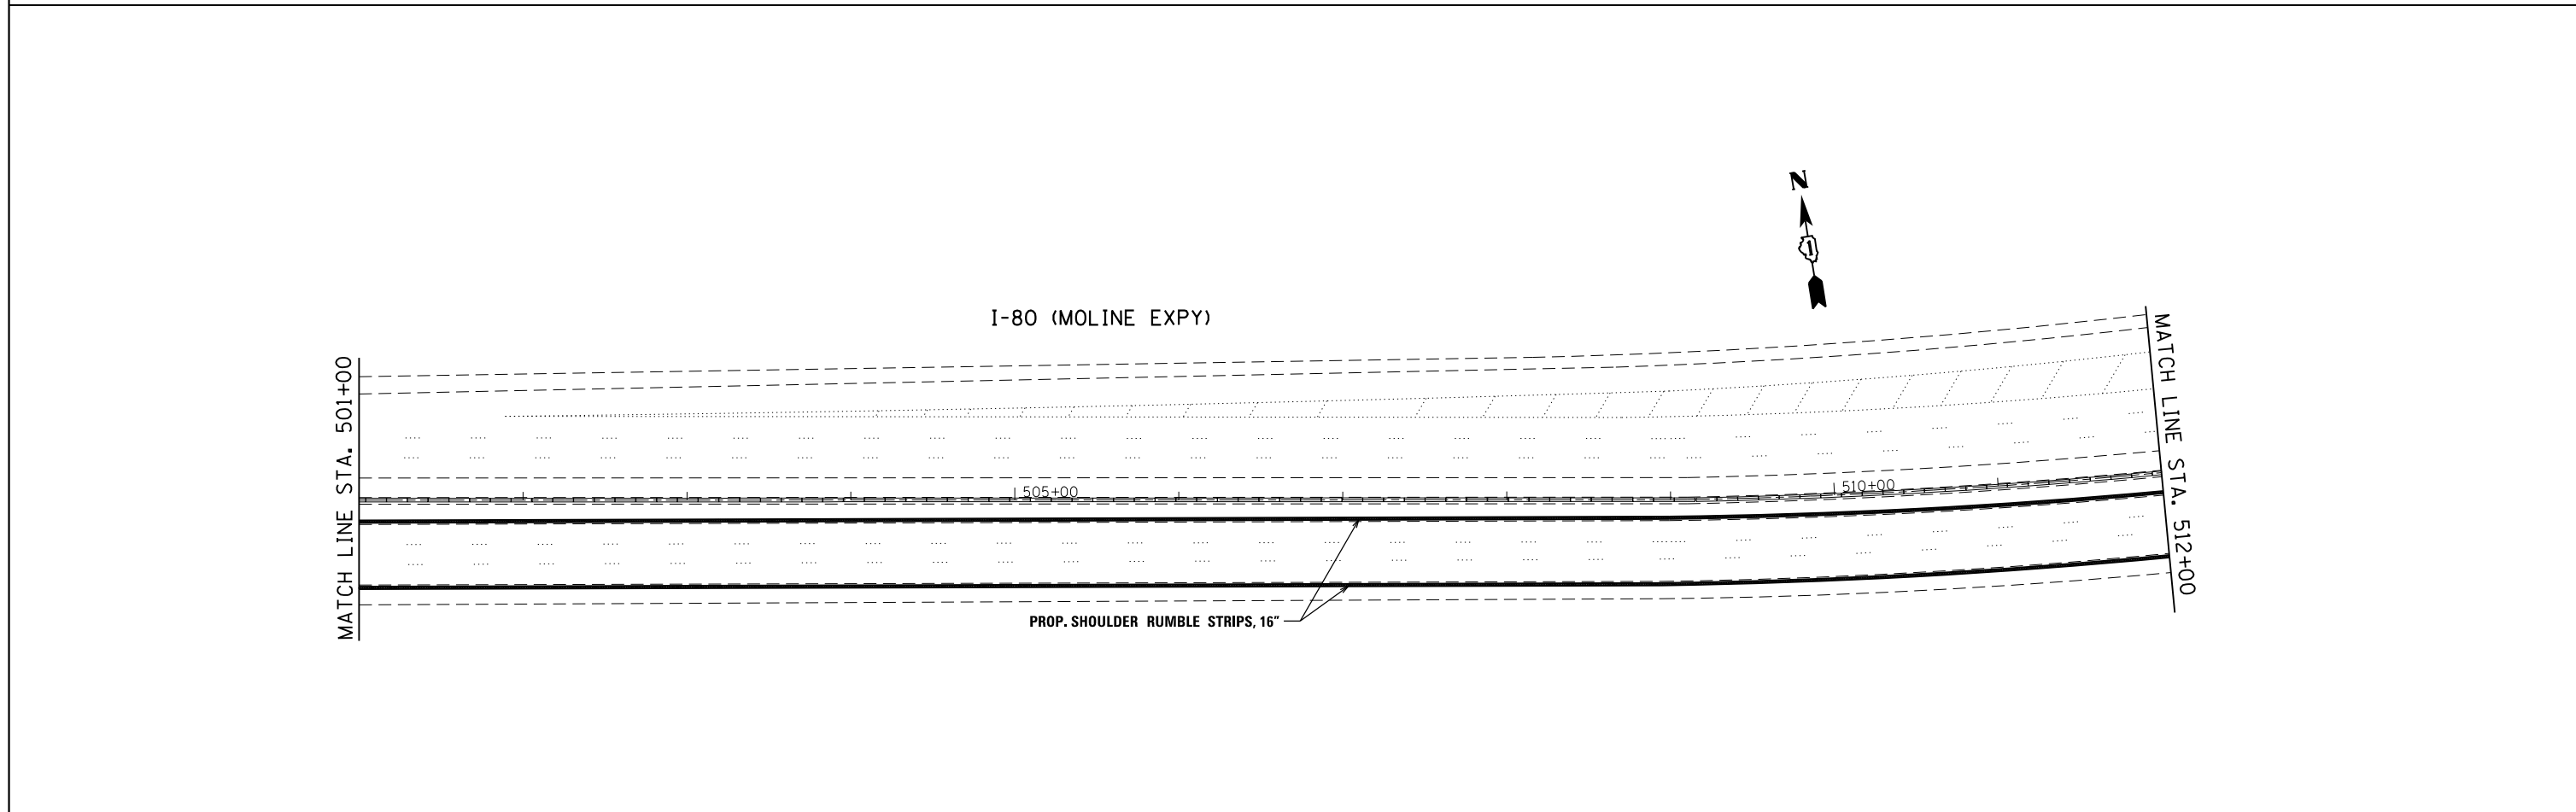 N
1
I-80 (MOLINE EXPY)
MATCH LINE STA. 501+00
505+00
510+00
MATCH LINE STA. 512+00
PROP. SHOULDER RUMBLE STRIPS, 16"